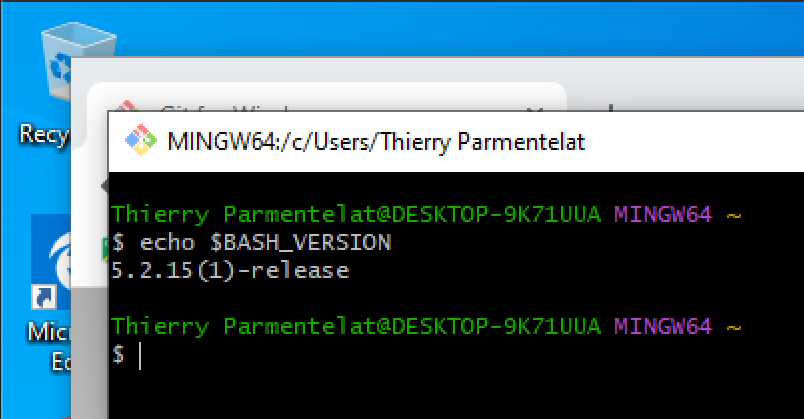 Recy
Git for Wind
MINGW64:/c/Users/Thierry Parmentelat
Thierry Parmentelat@DESKTOP-9K71UUA MINGW64 ~
$ echo $BASH_VERSION
5.2.15(1)-release
Thierry Parmentelat@DESKTOP-9K71UUA MINGW64 ~
$
Mic
Ed